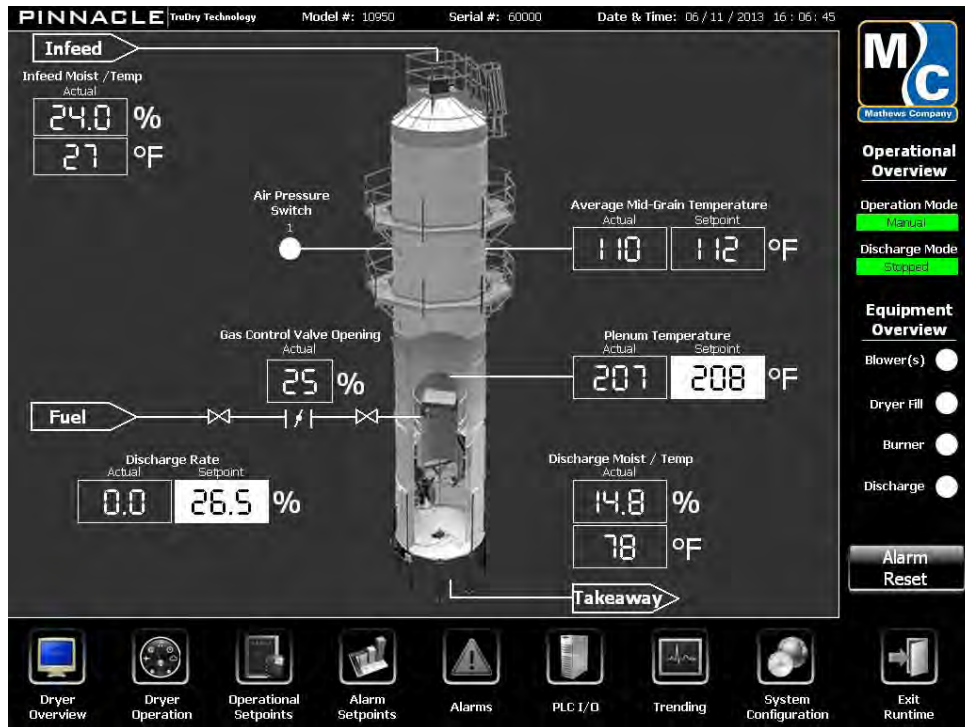 PINNACLE TruDry Technology Model #: 10950 Serial #: 60000 Date & Time: 06/11/2013 16:06:45
Infeed
Infeed Moist /Temp
Actual
24.0 %
27 °F
Air Pressure
Switch
1
Average Mid-Grain Temperature
Actual Setpoint
110 112 °F
Gas Control Valve Opening
Actual
25 %
Plenum Temperature
Actual Setpoint
207 208 °F
Fuel
Discharge Rate
Actual Setpoint
0.0 26.5 %
Discharge Moist / Temp
Actual
14.8 %
78 °F
Takeaway
MC
Mathews Company
Operational
Overview
Operation Mode
Manual
Discharge Mode
Stopped
Equipment
Overview
Blower(s)
Dryer Fill
Burner
Discharge
Alarm
Reset
Dryer
Overview
Dryer
Operation
Operational
Setpoints
Alarm
Setpoints
Alarms
PLC I/O
Trending
System
Configuration
Exit
Runtime